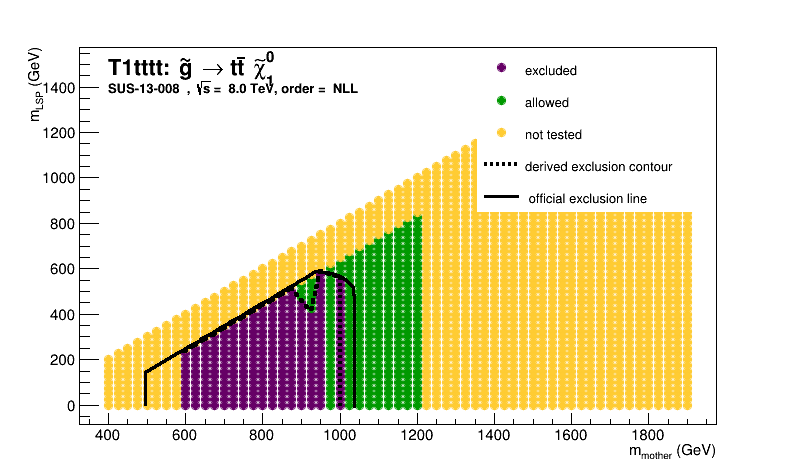 T1tttt: g̃ → tt̄ χ̃⁰₁
SUS-13-008 , √s = 8.0 TeV, order = NLL
excluded
allowed
not tested
derived exclusion contour
official exclusion line
m_LSP (GeV)
1400
1200
1000
800
600
400
200
0
400 600 800 1000 1200 1400 1600 1800
m_mother (GeV)